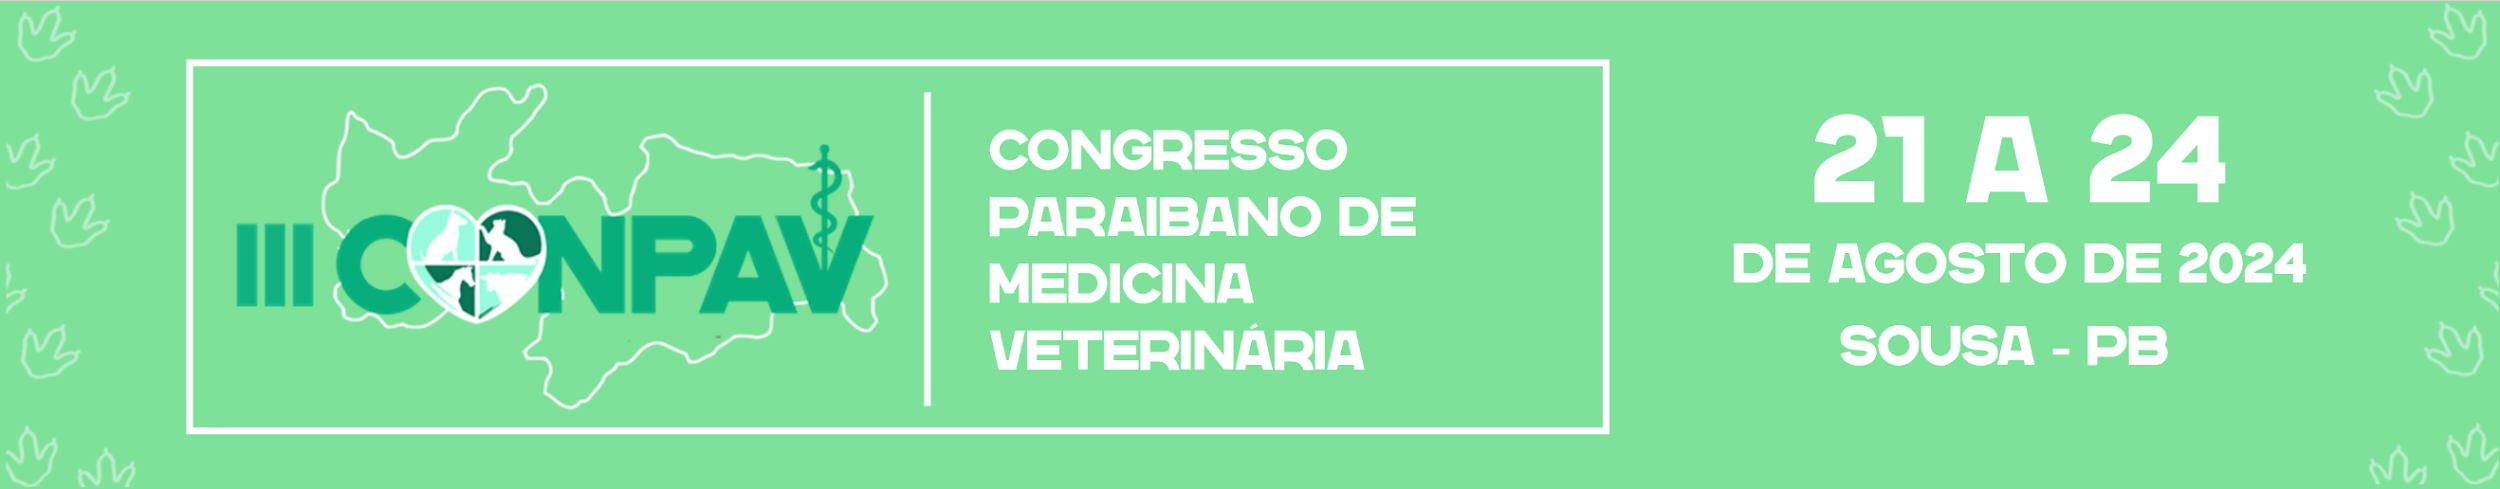 III CONPAV
CONGRESSO
PARAIBANO DE
MEDICINA
VETERINÁRIA
21 A 24
DE AGOSTO DE 2024
SOUSA - PB